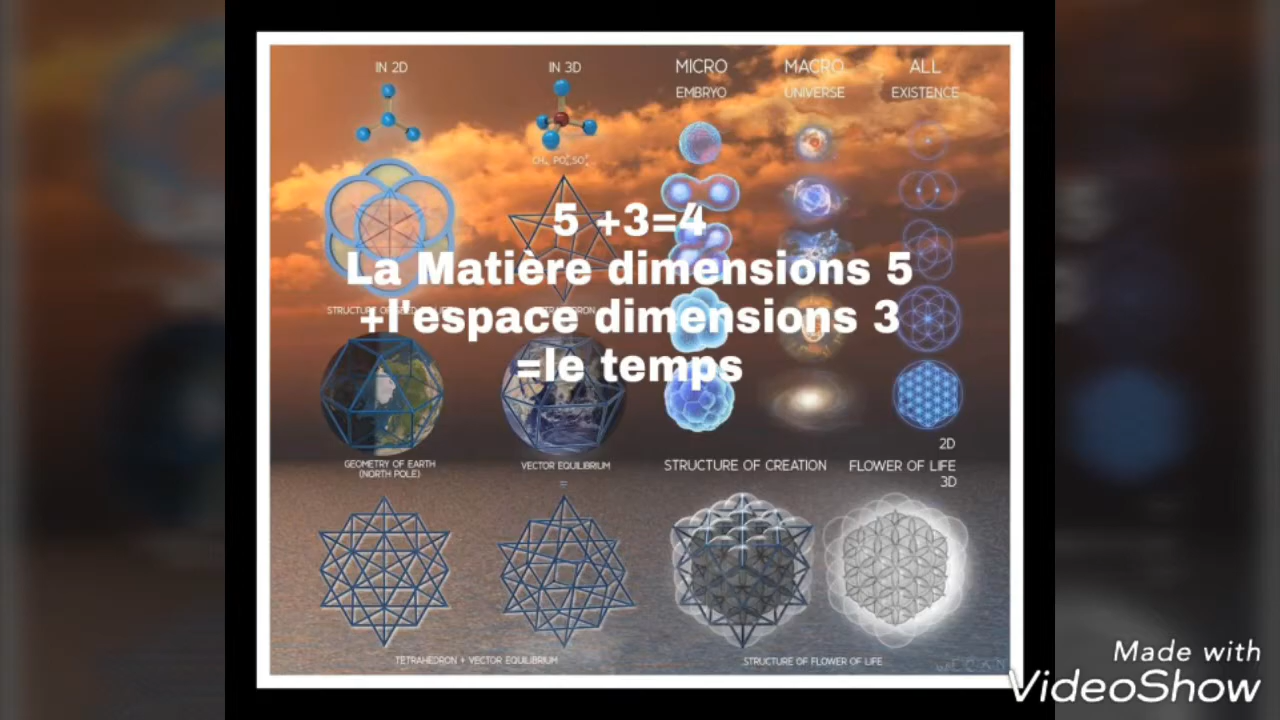 IN 2D
IN 3D
MICRO
EMBRYO
MACRO
UNIVERSE
ALL
EXISTENCE
5 +3=4
La Matière dimensions 5
+l'espace dimensions 3
=le temps
GEOMETRY OF EARTH
(NORTH POLE)
VECTOR EQUILIBRIUM
=
STRUCTURE OF CREATION
2D
FLOWER OF LIFE
3D
TETRAHEDRON + VECTOR EQUILIBRIUM
STRUCTURE OF FLOWER OF LIFE
Made with
VideoShow